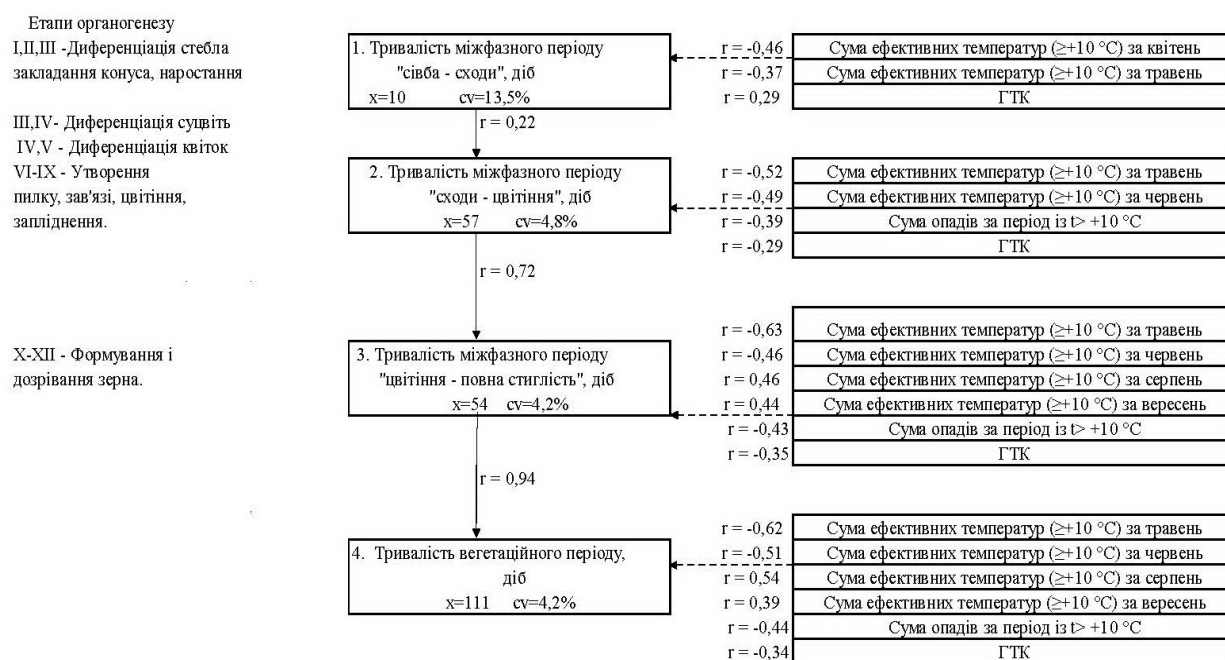 Етапи органогенезу
I,II,III -Диференціація стебла
закладання конуса, наростання
III,IV- Диференціація суцвіть
IV,V - Диференціація квіток
VI-IX - Утворення
пилку, зав'язі, цвітіння,
запліднення.
X-XII - Формування і
дозрівання зерна.
1. Тривалість міжфазного періоду
"сівба - сходи", діб
x=10 cv=13,5%
r = -0,46 Сума ефективних температур (≥+10 °C) за квітень
r = -0,37 Сума ефективних температур (≥+10 °C) за травень
r = 0,29 ГТК
r = 0,22
2. Тривалість міжфазного періоду
"сходи - цвітіння", діб
x=57 cv=4,8%
r = -0,52 Сума ефективних температур (≥+10 °C) за травень
r = -0,49 Сума ефективних температур (≥+10 °C) за червень
r = -0,39 Сума опадів за період із t> +10 °C
r = -0,29 ГТК
r = 0,72
3. Тривалість міжфазного періоду
"цвітіння - повна стиглість", діб
x=54 cv=4,2%
r = -0,63 Сума ефективних температур (≥+10 °C) за травень
r = -0,46 Сума ефективних температур (≥+10 °C) за червень
r = 0,46 Сума ефективних температур (≥+10 °C) за серпень
r = 0,44 Сума ефективних температур (≥+10 °C) за вересень
r = -0,43 Сума опадів за період із t> +10 °C
r = -0,35 ГТК
r = 0,94
4. Тривалість вегетаційного періоду,
діб
x=111 cv=4,2%
r = -0,62 Сума ефективних температур (≥+10 °C) за травень
r = -0,51 Сума ефективних температур (≥+10 °C) за червень
r = 0,54 Сума ефективних температур (≥+10 °C) за серпень
r = 0,39 Сума ефективних температур (≥+10 °C) за вересень
r = -0,44 Сума опадів за період із t> +10 °C
r = -0,34 ГТК